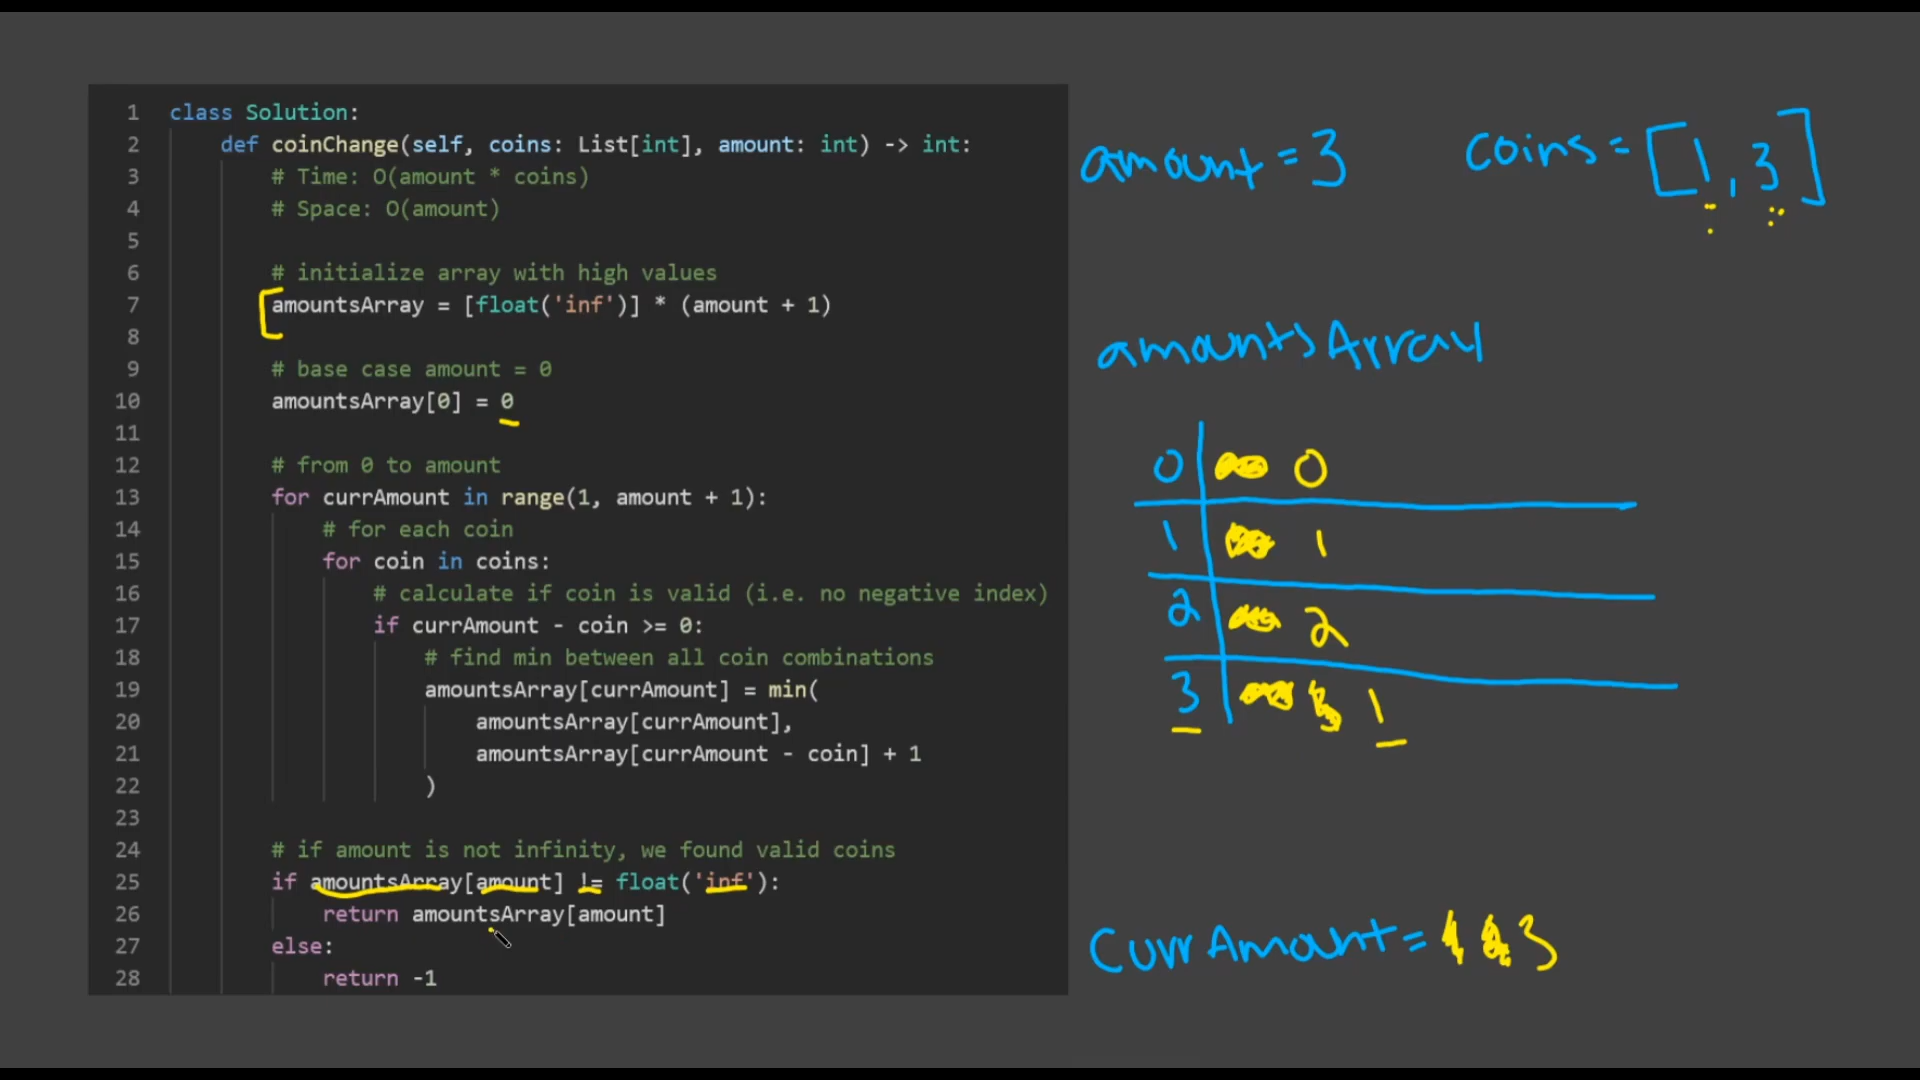 1 class Solution:
2 def coinChange(self, coins: List[int], amount: int) -> int:
3 # Time: O(amount * coins)
4 # Space: O(amount)
5
6 # initialize array with high values
7 amountsArray = [float('inf')] * (amount + 1)
8
9 # base case amount = 0
10 amountsArray[0] = 0
11
12 # from 0 to amount
13 for currAmount in range(1, amount + 1):
14 # for each coin
15 for coin in coins:
16 # calculate if coin is valid (i.e. no negative index)
17 if currAmount - coin >= 0:
18 # find min between all coin combinations
19 amountsArray[currAmount] = min(
20 amountsArray[currAmount],
21 amountsArray[currAmount - coin] + 1
22 )
23
24 # if amount is not infinity, we found valid coins
25 if amountsArray[amount] != float('inf'):
26 return amountsArray[amount]
27 else:
28 return -1
amount = 3
coins = [1, 3]
amountsArray
0 0
1 1
2 2
3 1
currAmount = 3